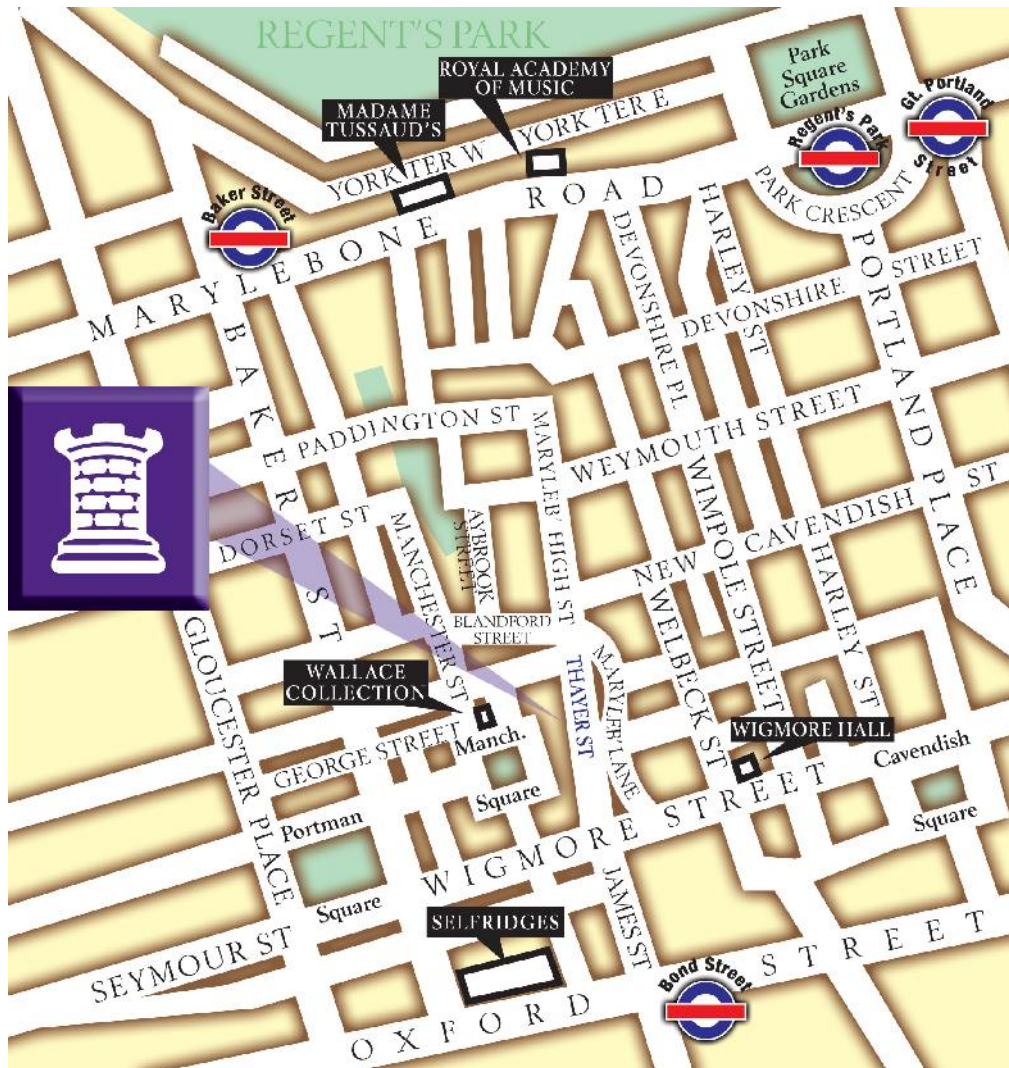 REGENT'S PARK
ROYAL ACADEMY
OF MUSIC
MADAME
TUSSAUD'S
Park
Square
Gardens
Gt. Portland
Street
Regent's Park
YORK TER E
YORK TER W
Baker Street
MARYLEBONE ROAD
PARK CRESCENT
HARLEY ST
DEVONSHIRE PL
DEVONSHIRE STREET
PORTLAND PLACE
BAKER ST
PADDINGTON ST
MARYLEB' HIGH ST
WEYMOUTH STREET
DORSET ST
MANCHESTER ST
AYBROOK
STREET
NEW CAVENDISH ST
WIMPOLE STREET
HARLEY ST
WELBECK ST
BLANDFORD
STREET
GLOUCESTER PLACE
WALLACE
COLLECTION
THAYER ST
MARYLEB' LANE
WIGMORE HALL
GEORGE STREET
Manch.
Square
Cavendish
Square
Portman
Square
WIGMORE STREET
SELFRIDGES
JAMES ST
SEYMOUR ST
Bond Street
OXFORD STREET